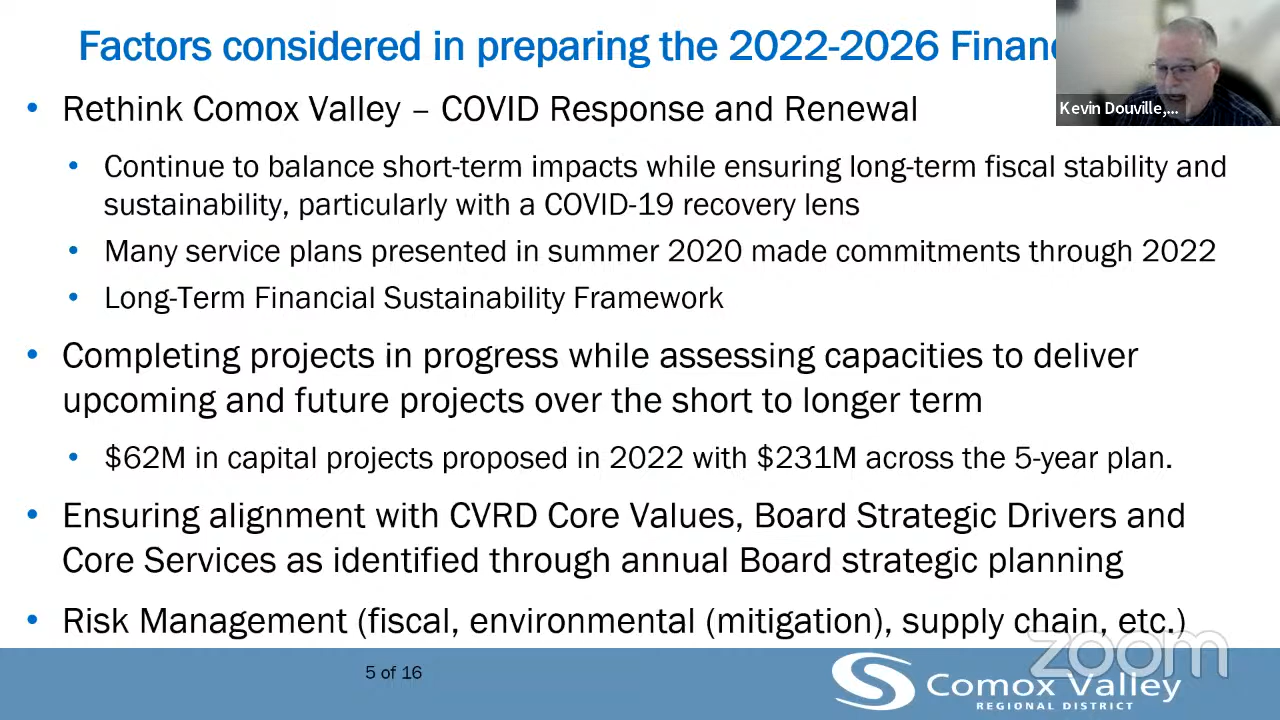 Factors considered in preparing the 2022-2026 Financ
Kevin Douville,...
• Rethink Comox Valley – COVID Response and Renewal
• Continue to balance short-term impacts while ensuring long-term fiscal stability and
sustainability, particularly with a COVID-19 recovery lens
• Many service plans presented in summer 2020 made commitments through 2022
• Long-Term Financial Sustainability Framework
• Completing projects in progress while assessing capacities to deliver
upcoming and future projects over the short to longer term
• $62M in capital projects proposed in 2022 with $231M across the 5-year plan.
• Ensuring alignment with CVRD Core Values, Board Strategic Drivers and
Core Services as identified through annual Board strategic planning
• Risk Management (fiscal, environmental (mitigation), supply chain, etc.)
zoom
5 of 16
Comox Valley
REGIONAL DISTRICT